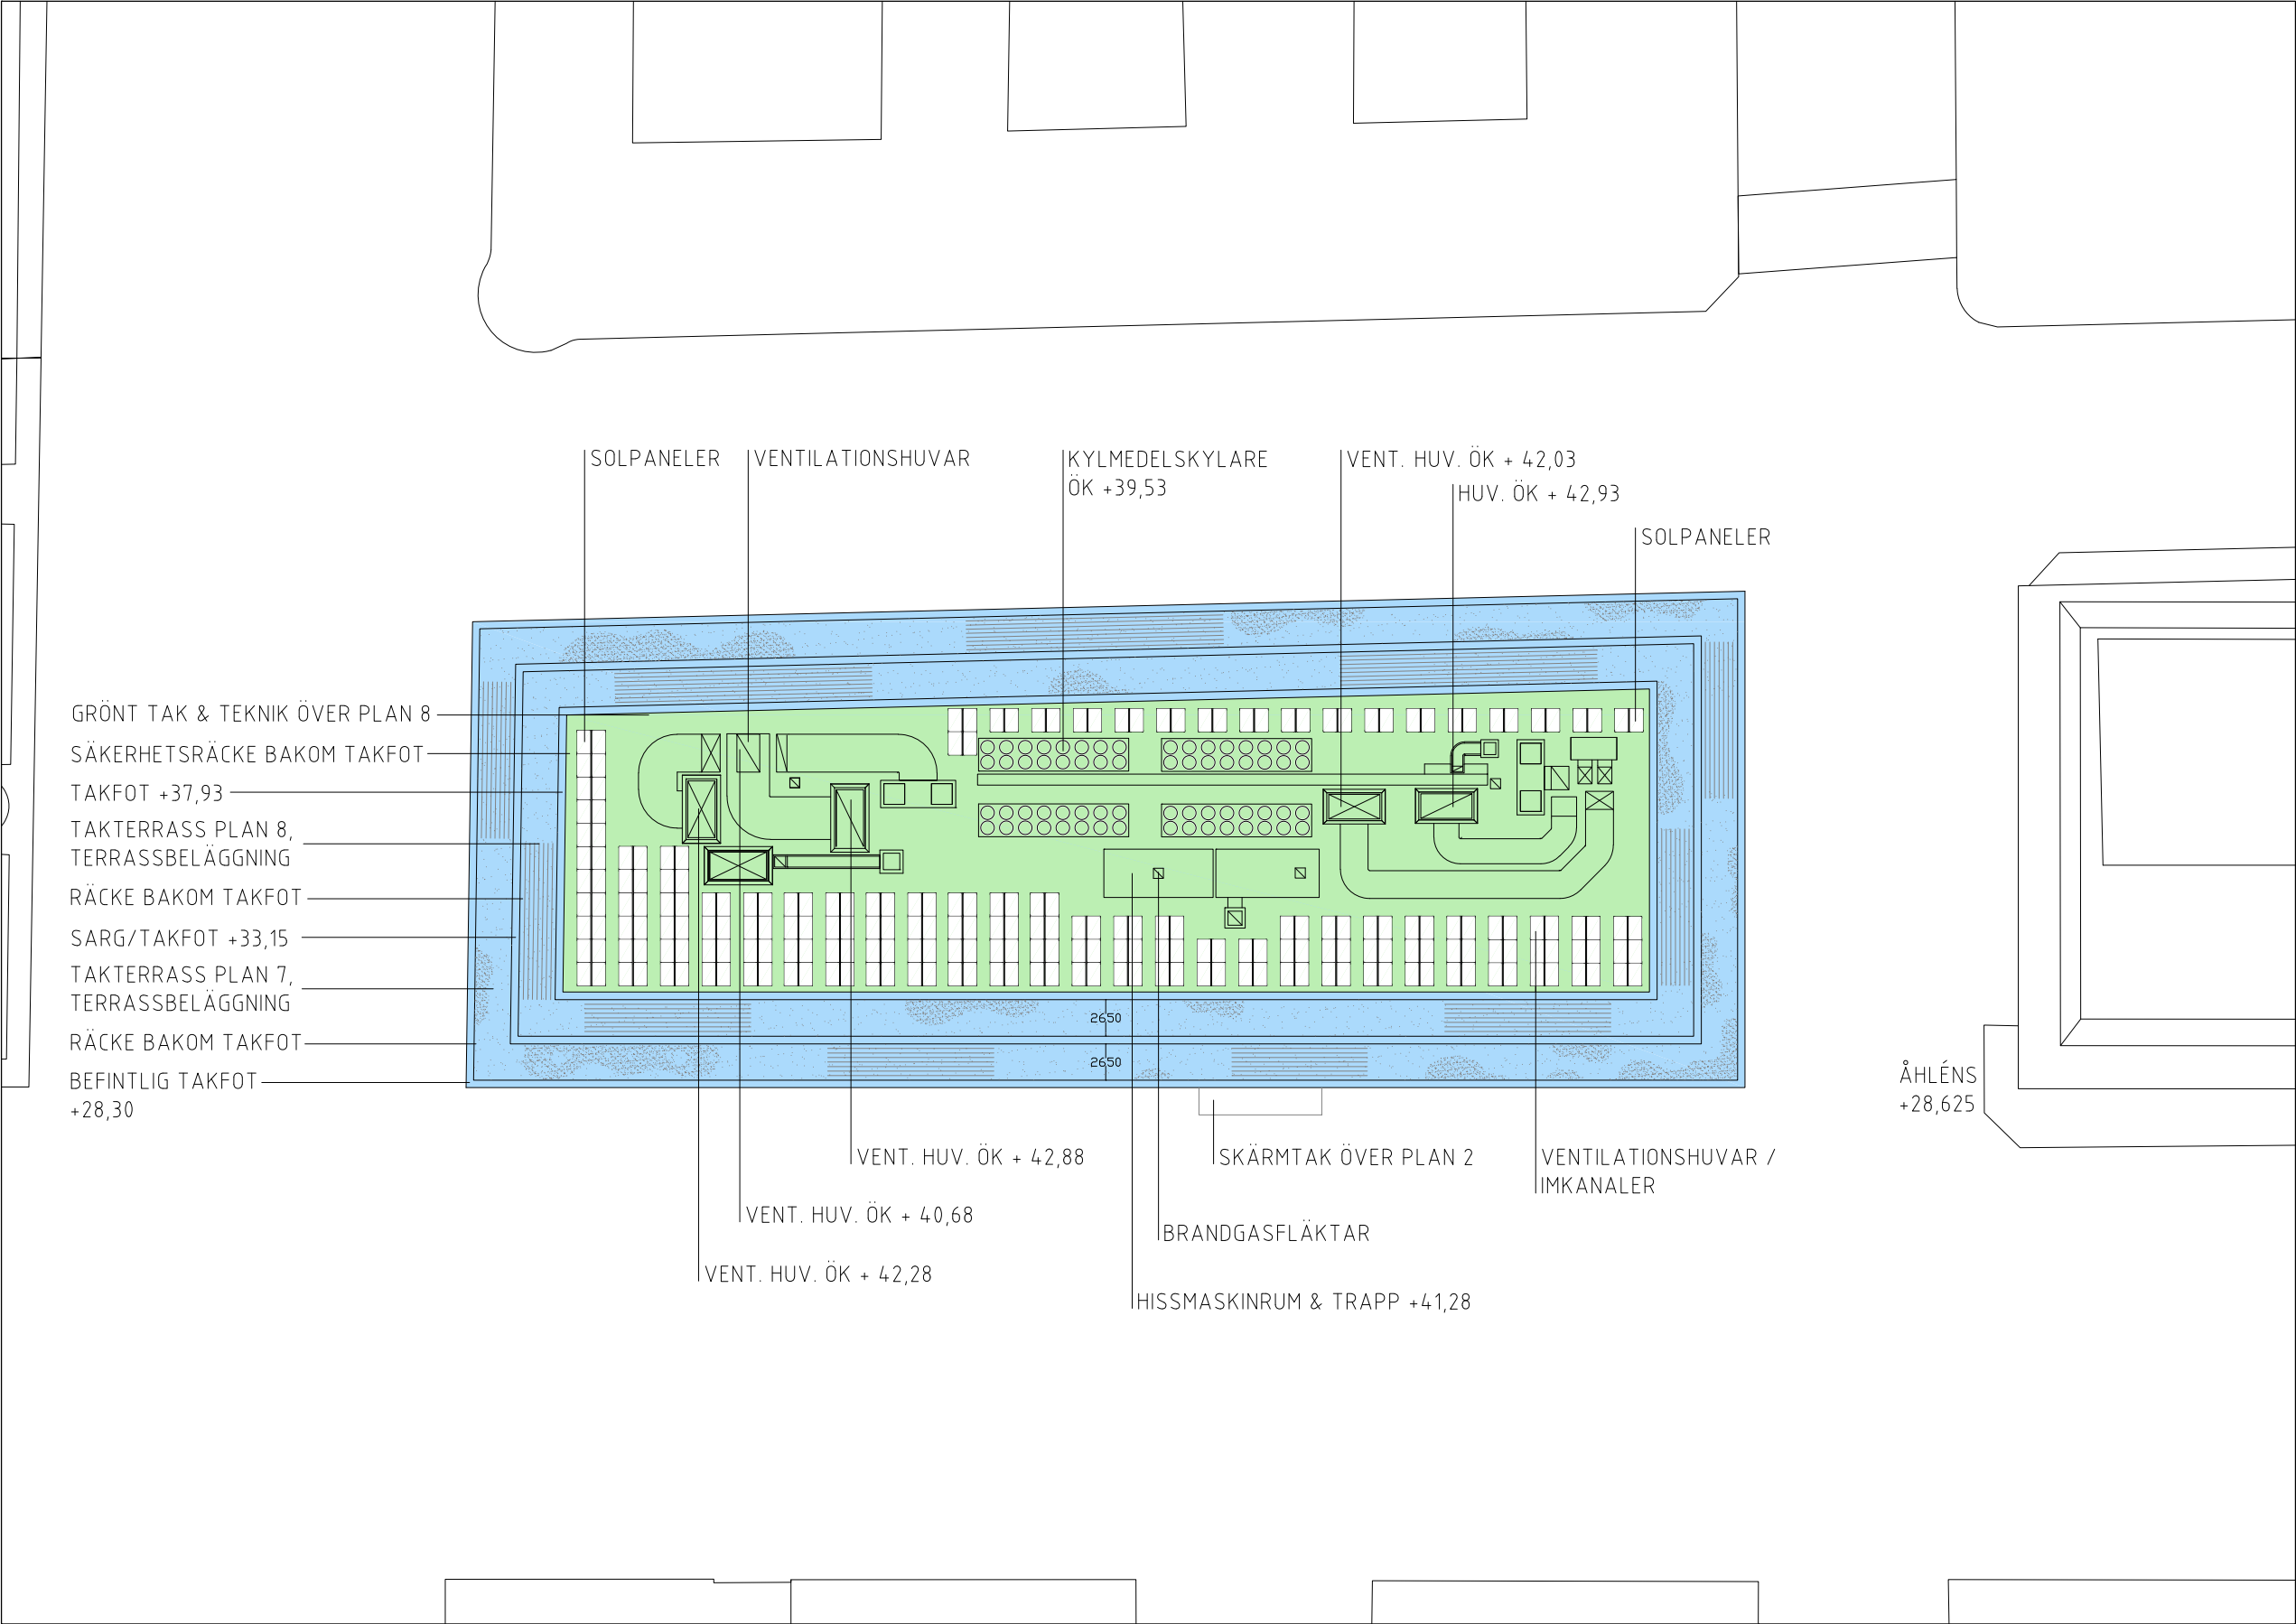 SOLPANELER
VENTILATIONSHUVAR
KYLMEDELSKYLARE
ÖK +39,53
VENT. HUV. ÖK + 42,03
HUV. ÖK + 42,93
SOLPANELER
GRÖNT TAK & TEKNIK ÖVER PLAN 8
SÄKERHETSRÄCKE BAKOM TAKFOT
TAKFOT +37,93
TAKTERRASS PLAN 8,
TERRASSBELÄGGNING
RÄCKE BAKOM TAKFOT
SARG/TAKFOT +33,15
TAKTERRASS PLAN 7,
TERRASSBELÄGGNING
RÄCKE BAKOM TAKFOT
BEFINTLIG TAKFOT
+28,30
2650
2650
ÅHLÉNS
+28,625
VENT. HUV. ÖK + 42,88
SKÄRMTAK ÖVER PLAN 2
VENTILATIONSHUVAR /
IMKANALER
VENT. HUV. ÖK + 40,68
BRANDGASFLÄKTAR
VENT. HUV. ÖK + 42,28
HISSMASKINRUM & TRAPP +41,28